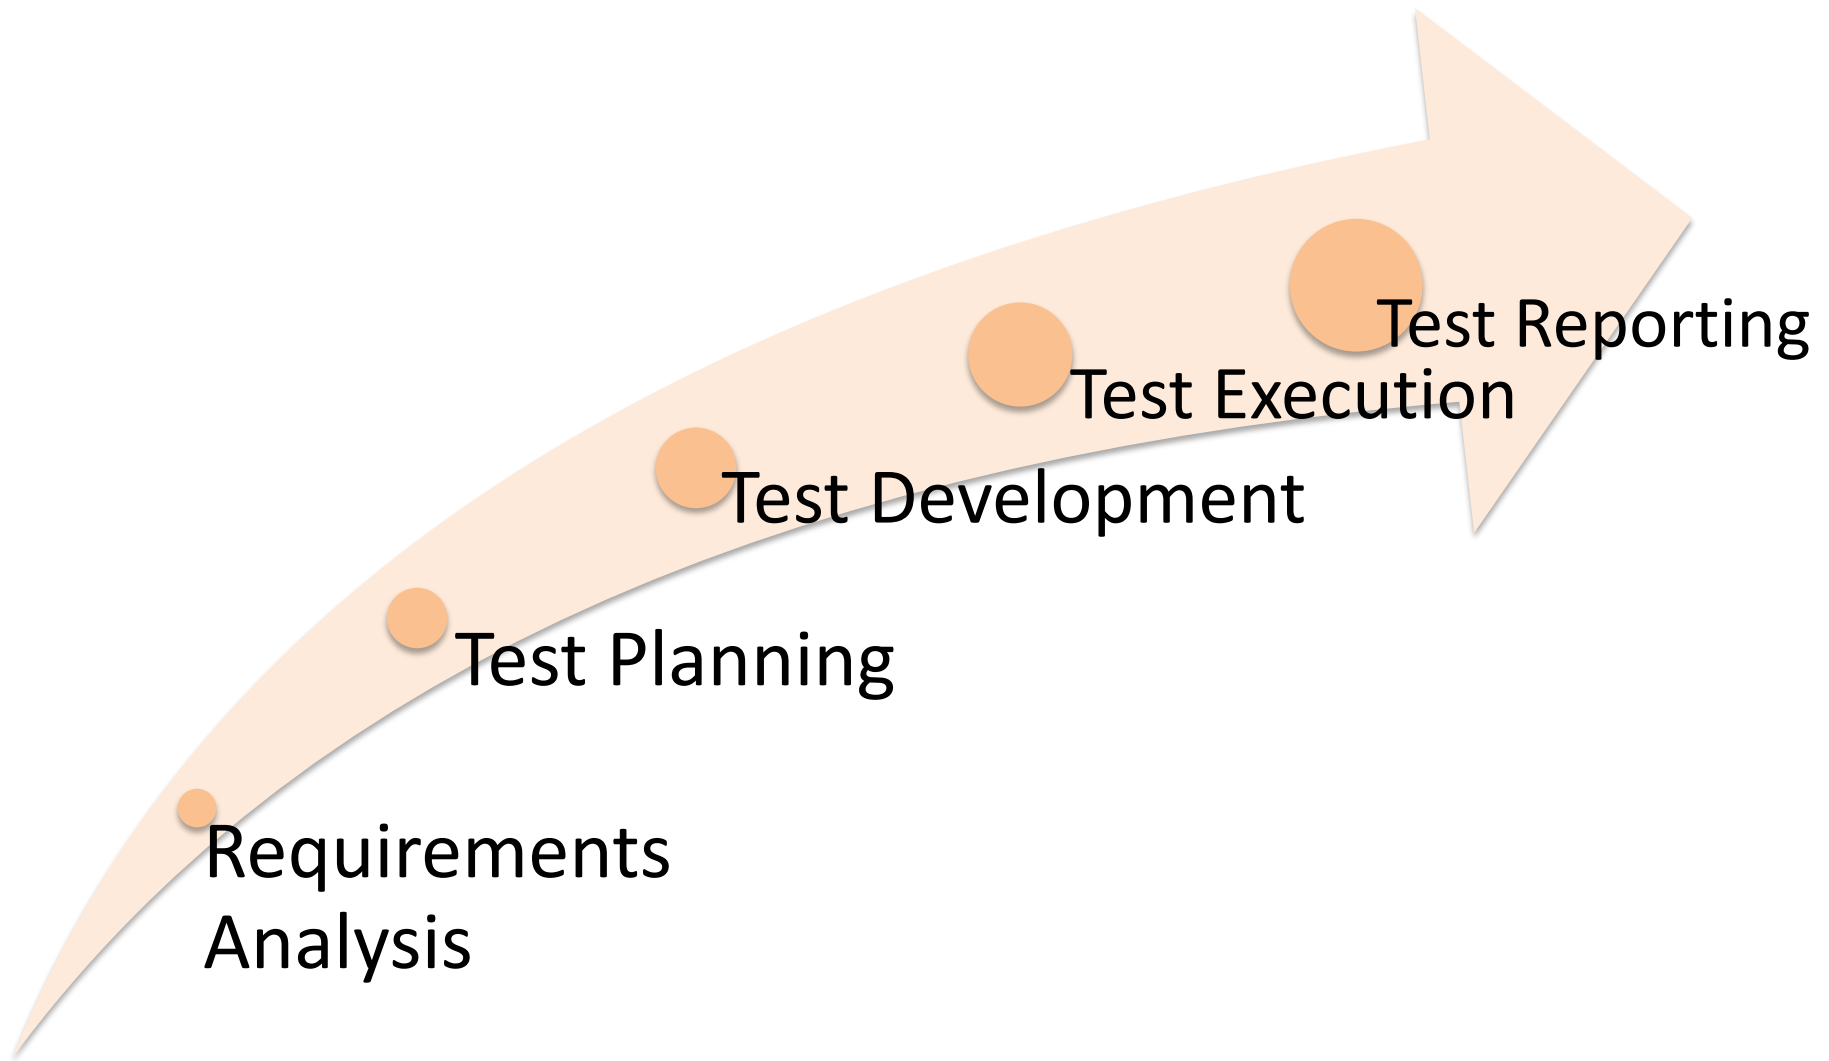 Test Reporting
Test Execution
Test Development
Test Planning
Requirements
Analysis